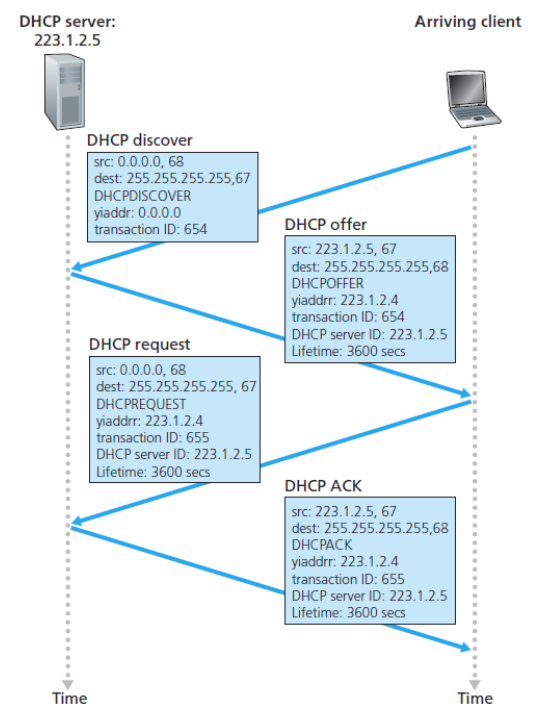 DHCP server:
223.1.2.5
Arriving client
DHCP discover
src: 0.0.0.0, 68
dest: 255.255.255.255,67
DHCPDISCOVER
yiaddr: 0.0.0.0
transaction ID: 654
DHCP offer
src: 223.1.2.5, 67
dest: 255.255.255.255,68
DHCPOFFER
yiaddrr: 223.1.2.4
transaction ID: 654
DHCP server ID: 223.1.2.5
Lifetime: 3600 secs
DHCP request
src: 0.0.0.0, 68
dest: 255.255.255.255, 67
DHCPREQUEST
yiaddrr: 223.1.2.4
transaction ID: 655
DHCP server ID: 223.1.2.5
Lifetime: 3600 secs
DHCP ACK
src: 223.1.2.5, 67
dest: 255.255.255.255,68
DHCPACK
yiaddr: 223.1.2.4
transaction ID: 655
DHCP server ID: 223.1.2.5
Lifetime: 3600 secs
Time
Time